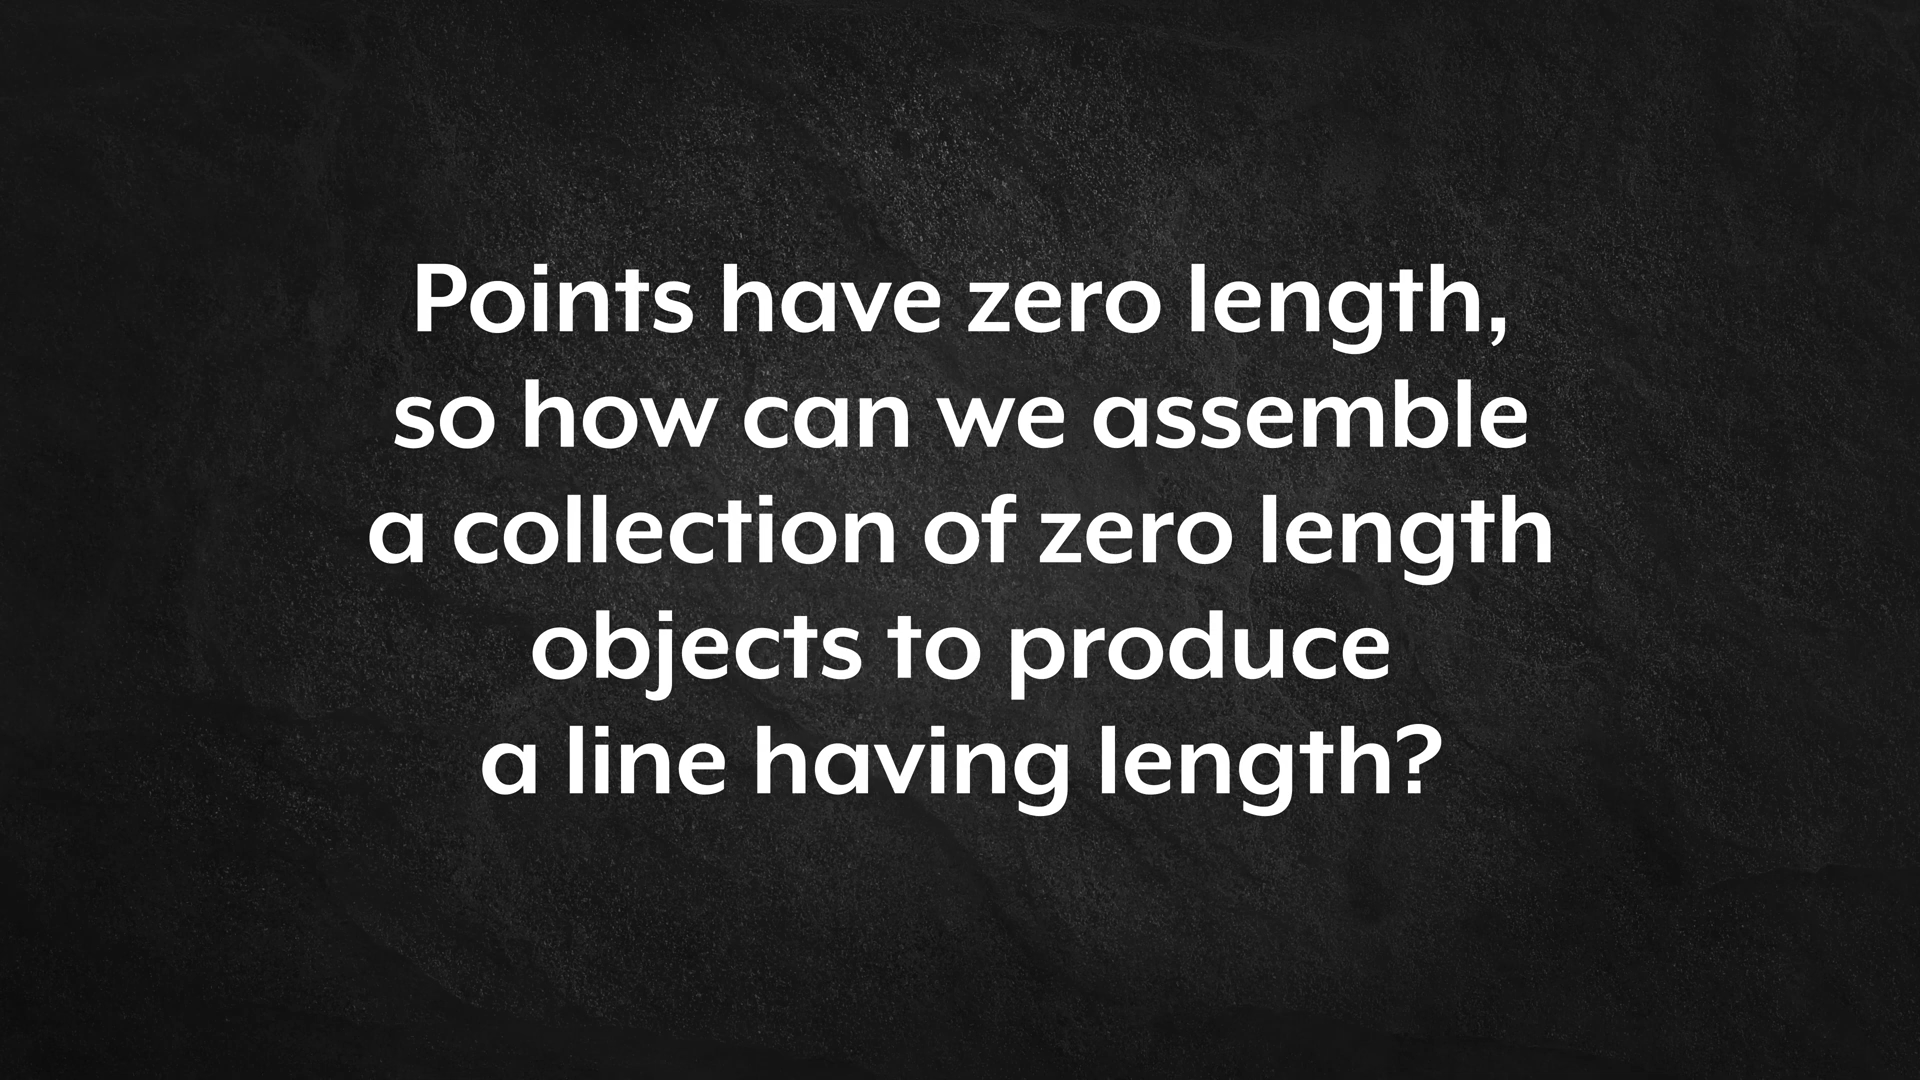 Points have zero length,
so how can we assemble
a collection of zero length
objects to produce
a line having length?